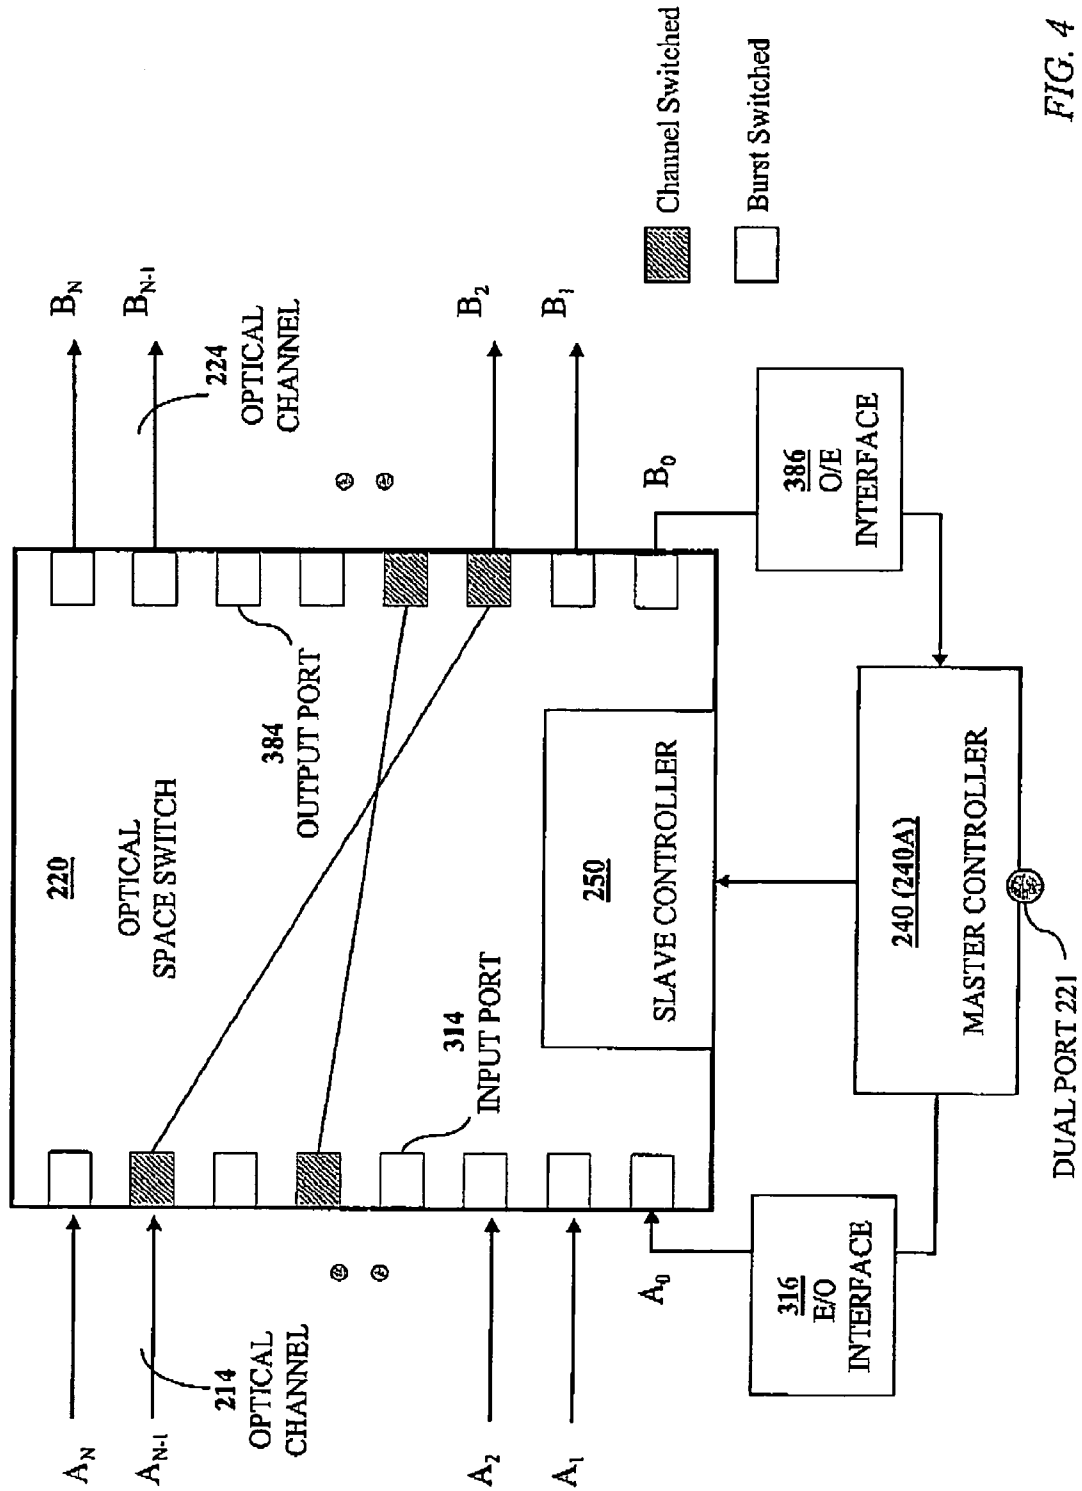 A_N
A_{N-1}
214
OPTICAL
CHANNEL
A_2
A_1
A_0
316
E/O
INTERFACE
220
OPTICAL
SPACE SWITCH
314
INPUT PORT
384
OUTPUT PORT
250
SLAVE CONTROLLER
240 (240A)
MASTER CONTROLLER
DUAL PORT 221
B_N
B_{N-1}
224
OPTICAL
CHANNEL
B_2
B_1
B_0
386
O/E
INTERFACE
Channel Switched
Burst Switched
FIG. 4